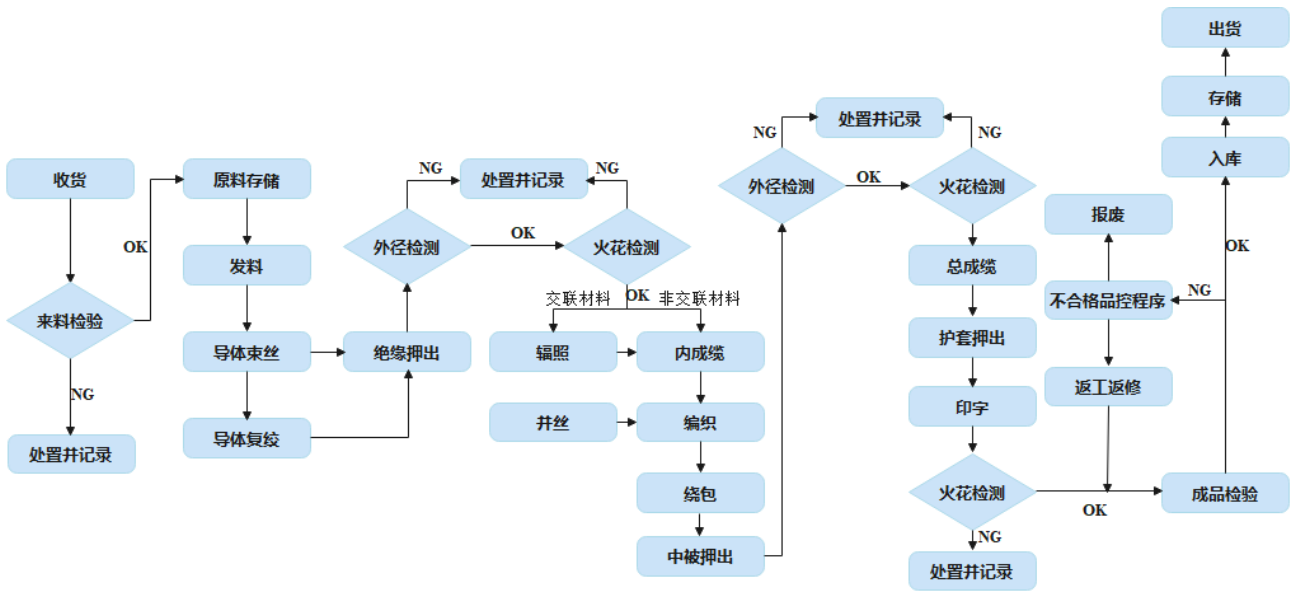 收货
来料检验
OK
NG
处置井记录
原料存储
发料
导体束丝
导体复绞
绝缘押出
外径检测
NG
处置井记录
NG
OK
火花检测
OK
交联材料
非交联材料
辐照
内成缆
井丝
编织
绕包
中被押出
外径检测
NG
处置井记录
NG
OK
火花检测
总成缆
护套押出
印字
火花检测
NG
处置井记录
OK
成品检验
NG
不合格品控程序
报废
返工返修
OK
入库
存储
出货